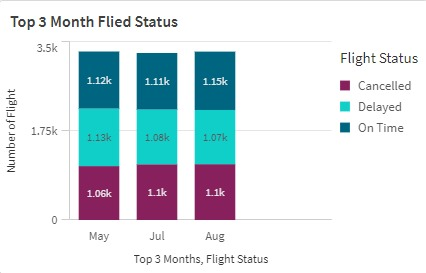 Top 3 Month Flied Status
3.5k
1.75k
0
Number of Flight
1.12k
1.11k
1.15k
1.13k
1.08k
1.07k
1.06k
1.1k
1.1k
May
Jul
Aug
Top 3 Months, Flight Status
Flight Status
Cancelled
Delayed
On Time